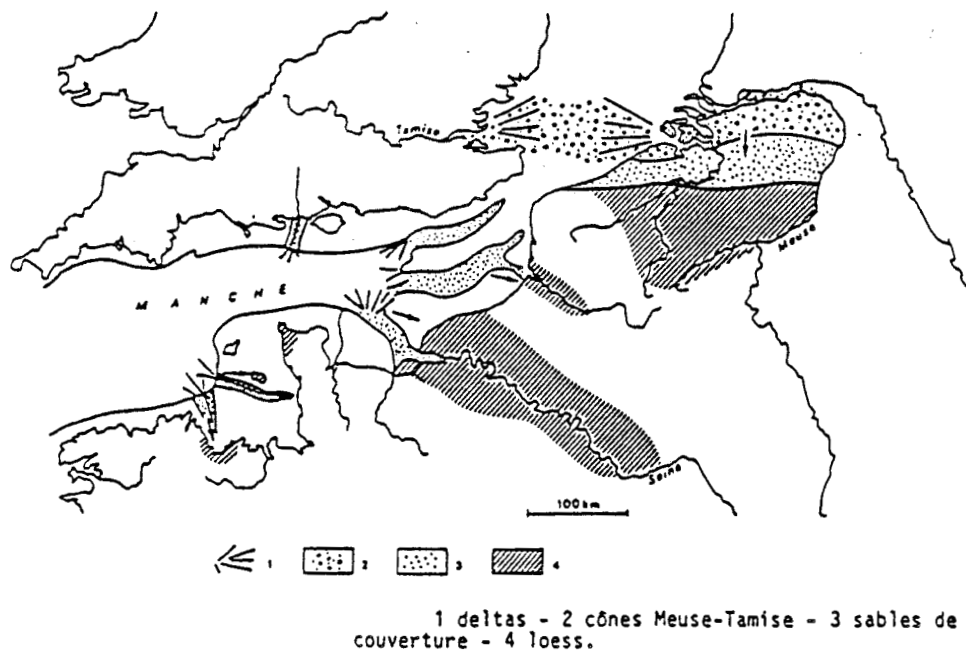 Tamise
Meuse
MANCHE
Seine
100 km
1 2 3 4
1 deltas - 2 cônes Meuse-Tamise - 3 sables de
couverture - 4 loess.